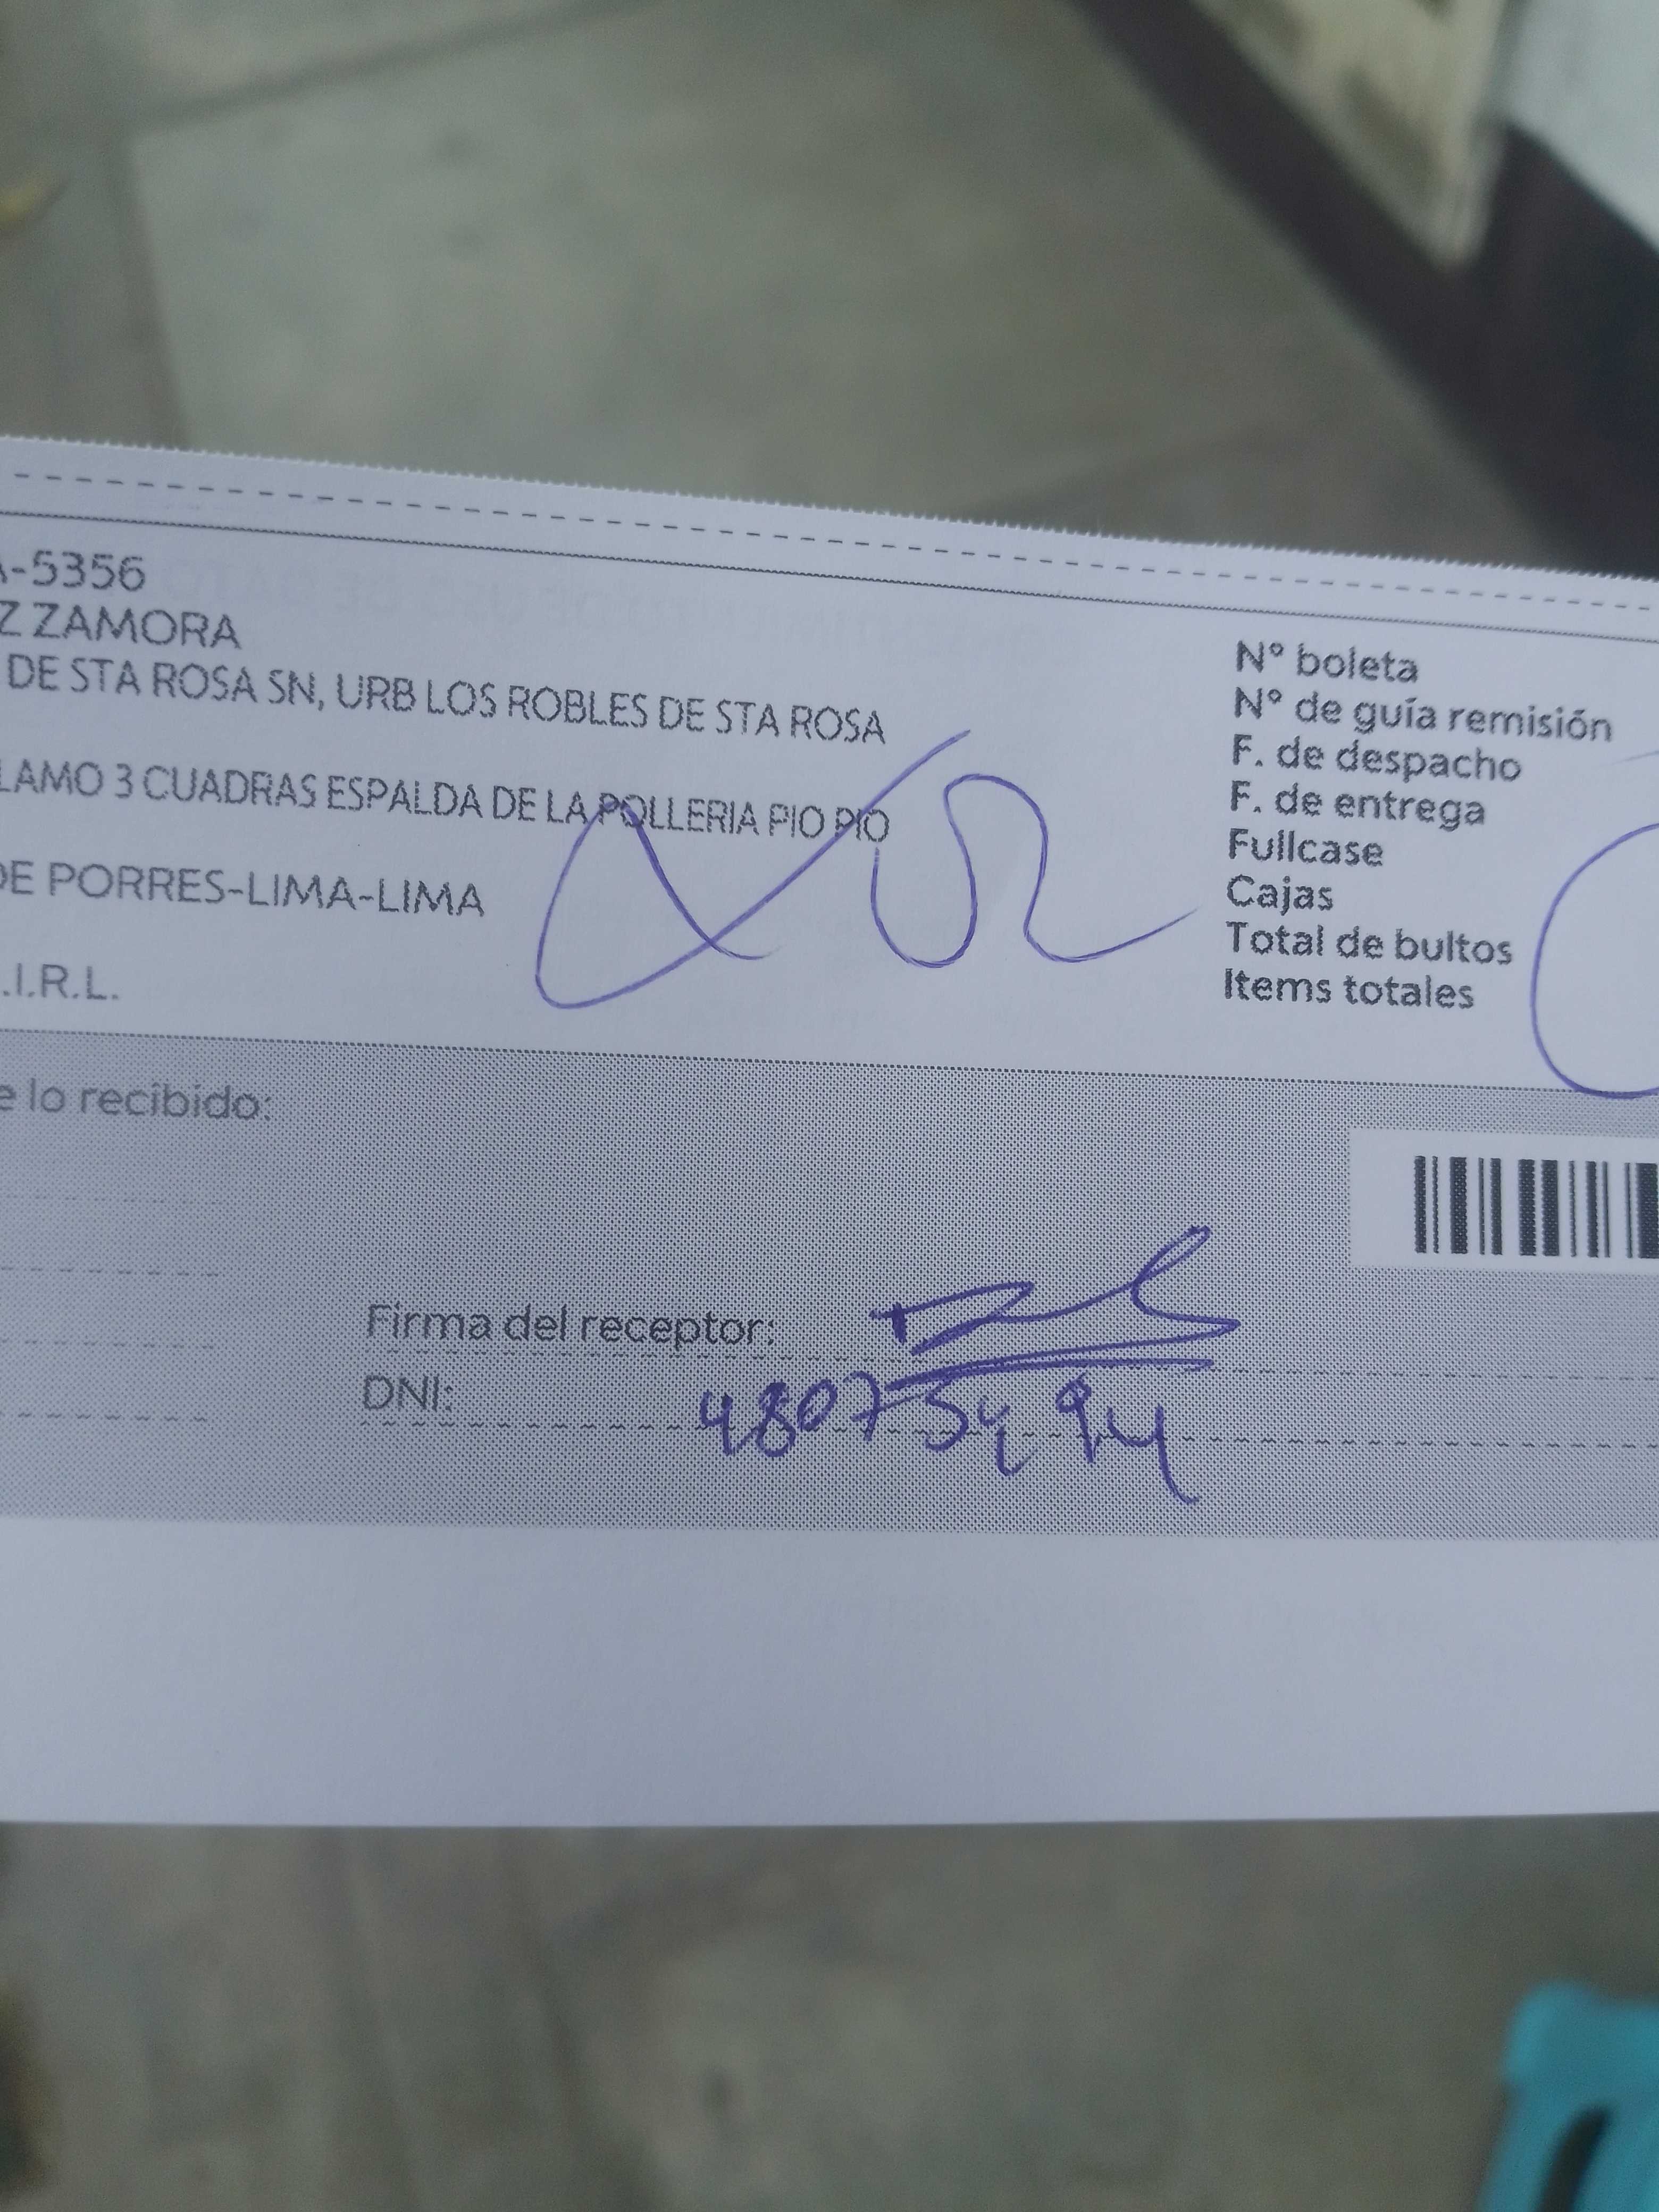 A-5356
Z ZAMORA
DE STA ROSA SN, URB LOS ROBLES DE STA ROSA
LAMO 3 CUADRAS ESPALDA DE LA POLLERIA PIO PIO
DE PORRES-LIMA-LIMA
.I.R.L.
N° boleta
N° de guía remisión
F. de despacho
F. de entrega
Fullcase
Cajas
Total de bultos
Items totales
e lo recibido:
Firma del receptor:
DNI: 48075494